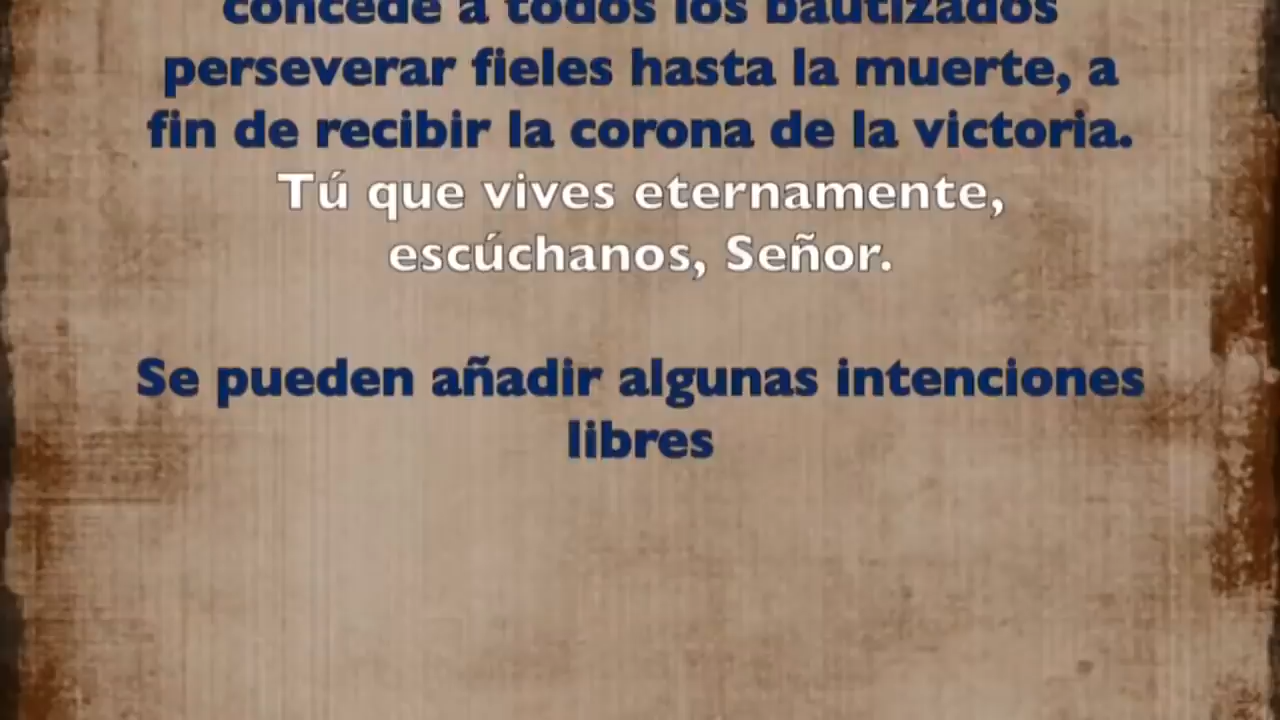 concede a todos los bautizados
perseverar fieles hasta la muerte, a
fin de recibir la corona de la victoria.
Tú que vives eternamente,
escúchanos, Señor.
Se pueden añadir algunas intenciones
libres